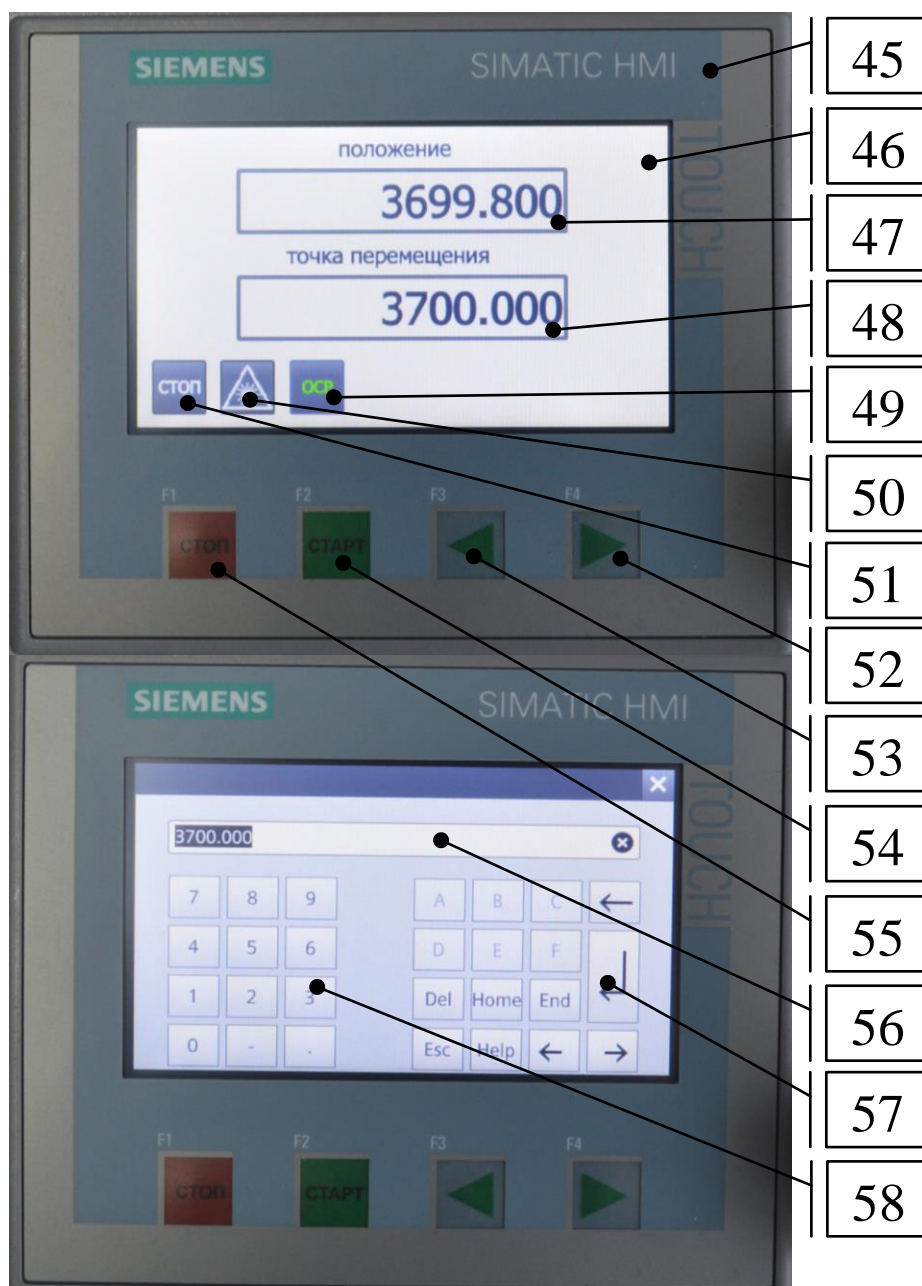 SIEMENS
SIMATIC HMI
TOUCH
положение
3699.800
точка перемещения
3700.000
СТОП
ОСР
F1
F2
F3
F4
СТОП
СТАРТ
SIEMENS
SIMATIC HMI
TOUCH
3700.000
7 8 9 A B C
4 5 6 D E F
1 2 3 Del Home End
0 - . Esc Help
F1
F2
F3
F4
СТОП
СТАРТ
45
46
47
48
49
50
51
52
53
54
55
56
57
58